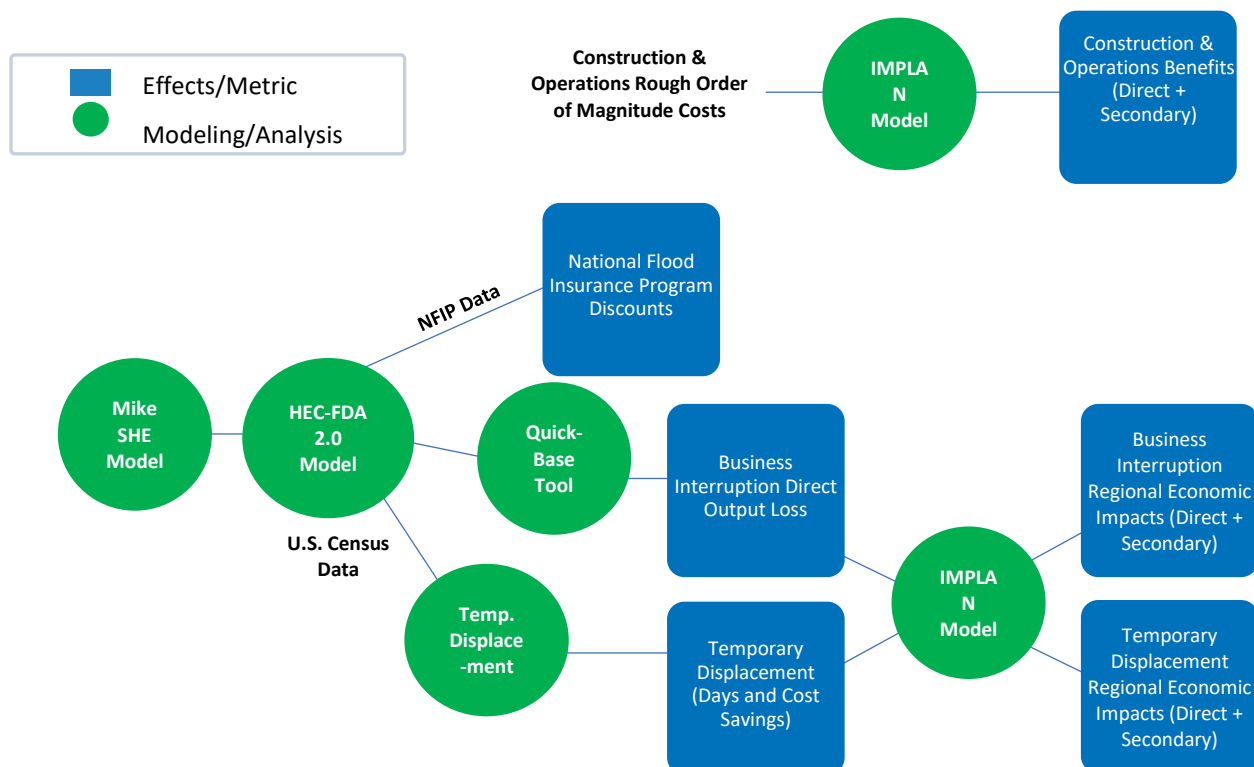 Effects/Metric
Modeling/Analysis
Construction &
Operations Rough Order
of Magnitude Costs
IMPLA
N
Model
Construction &
Operations Benefits
(Direct +
Secondary)
National Flood
Insurance Program
Discounts
NFIP Data
Mike
SHE
Model
HEC-FDA
2.0
Model
Quick-
Base
Tool
Business
Interruption Direct
Output Loss
Business
Interruption
Regional Economic
Impacts (Direct +
Secondary)
U.S. Census
Data
Temp.
Displace
-ment
Temporary
Displacement
(Days and Cost
Savings)
IMPLA
N
Model
Temporary
Displacement
Regional Economic
Impacts (Direct +
Secondary)